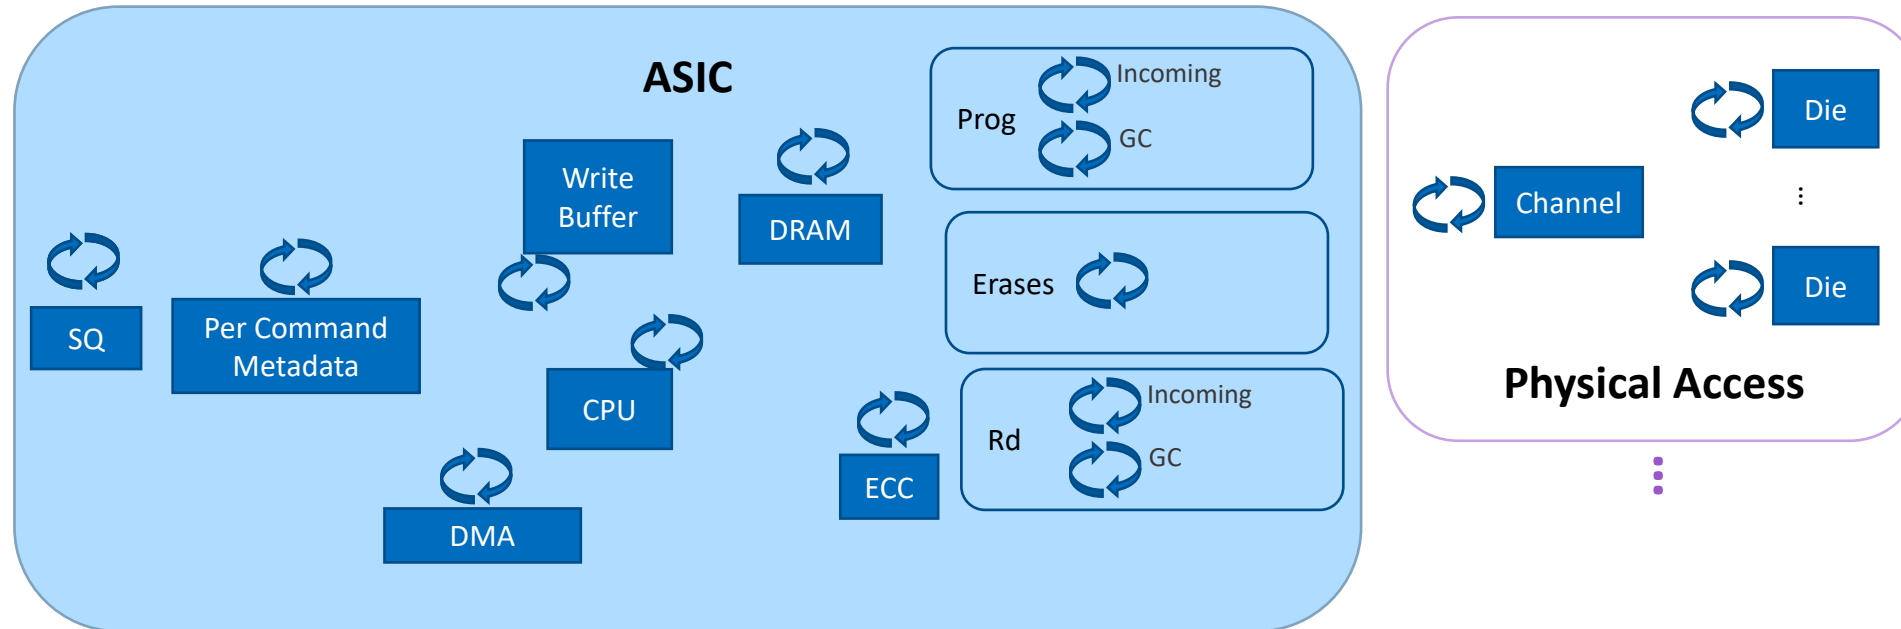 ASIC
SQ
Per Command
Metadata
Write
Buffer
CPU
DMA
DRAM
ECC
Prog
Incoming
GC
Erases
Rd
Incoming
GC
Channel
Die
...
Die
Physical Access